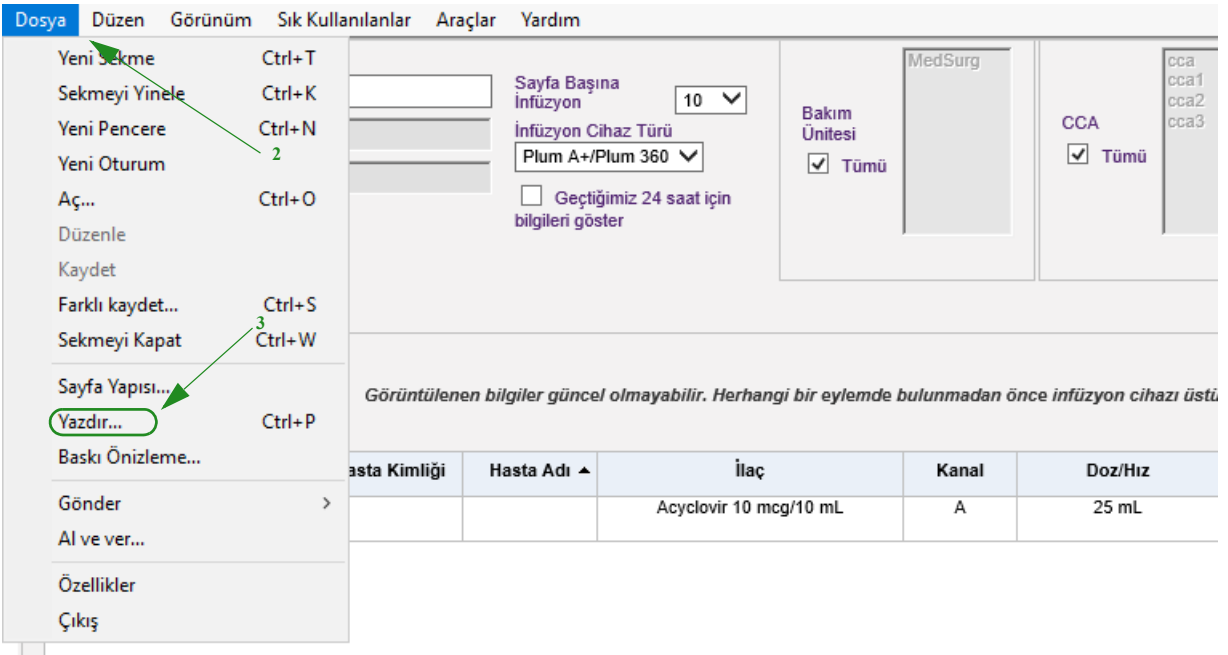 Dosya Düzen Görünüm Sık Kullanılanlar Araçlar Yardım
Yeni Sekme Ctrl+T
Sekmeyi Yinele Ctrl+K
Yeni Pencere Ctrl+N
2
Yeni Oturum
Aç... Ctrl+O
Düzenle
Kaydet
Farklı kaydet... Ctrl+S
3
Sekmeyi Kapat Ctrl+W
Sayfa Yapısı...
Yazdır... Ctrl+P
Baskı Önizleme...
Gönder
Al ve ver...
Özellikler
Çıkış
Sayfa Başına
İnfüzyon 10
İnfüzyon Cihaz Türü
Plum A+/Plum 360
Geçtiğimiz 24 saat için
bilgileri göster
Bakım
Ünitesi
Tümü
MedSurg
CCA
Tümü
cca
cca1
cca2
cca3
Görüntülenen bilgiler güncel olmayabilir. Herhangi bir eylemde bulunmadan önce infüzyon cihazı üstü
asta Kimliği Hasta Adı İlaç Kanal Doz/Hız
Acyclovir 10 mcg/10 mL A 25 mL